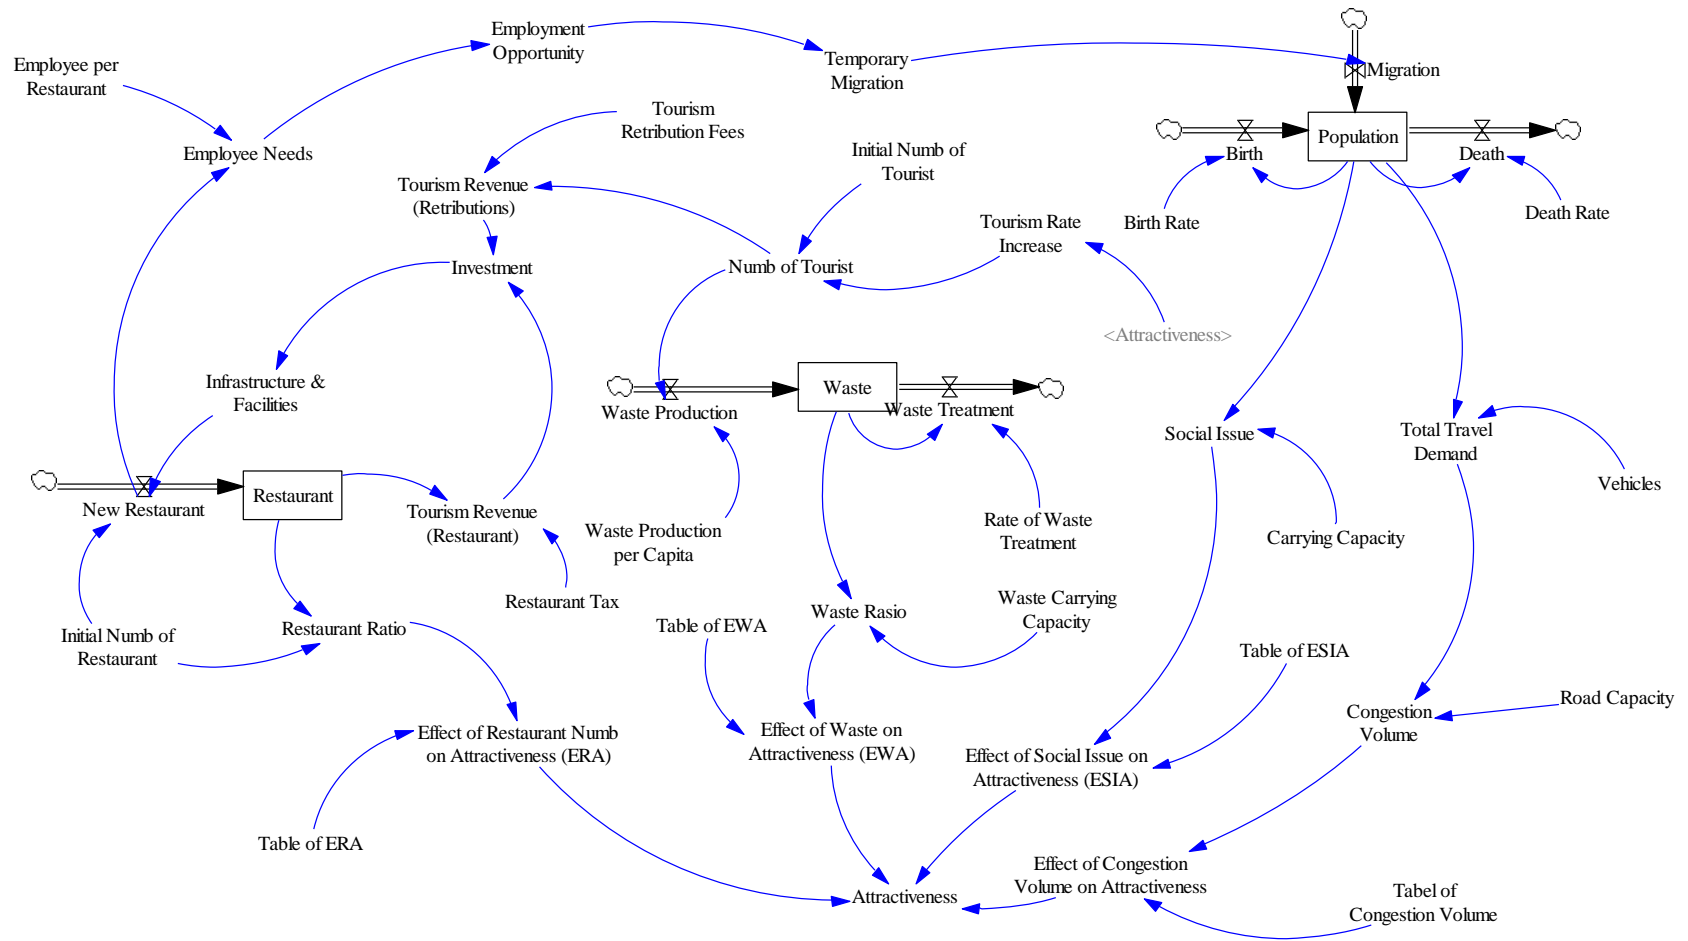 Employment
Opportunity
Employee per
Restaurant
Temporary
Migration
Migration
Tourism
Retribution Fees
Population
Employee Needs
Initial Numb of
Tourist
Birth
Death
Tourism Revenue
(Retributions)
Birth Rate
Death Rate
Tourism Rate
Increase
Investment
Numb of Tourist
<Attractiveness>
Infrastructure &
Facilities
Waste
Waste Production
Waste Treatment
Social Issue
Total Travel
Demand
Restaurant
New Restaurant
Tourism Revenue
(Restaurant)
Vehicles
Waste Production
per Capita
Rate of Waste
Treatment
Carrying Capacity
Restaurant Tax
Waste Rasio
Waste Carrying
Capacity
Initial Numb of
Restaurant
Restaurant Ratio
Table of EWA
Table of ESIA
Road Capacity
Congestion
Volume
Effect of Restaurant Numb
on Attractiveness (ERA)
Effect of Waste on
Attractiveness (EWA)
Effect of Social Issue on
Attractiveness (ESIA)
Table of ERA
Effect of Congestion
Volume on Attractiveness
Attractiveness
Tabel of
Congestion Volume